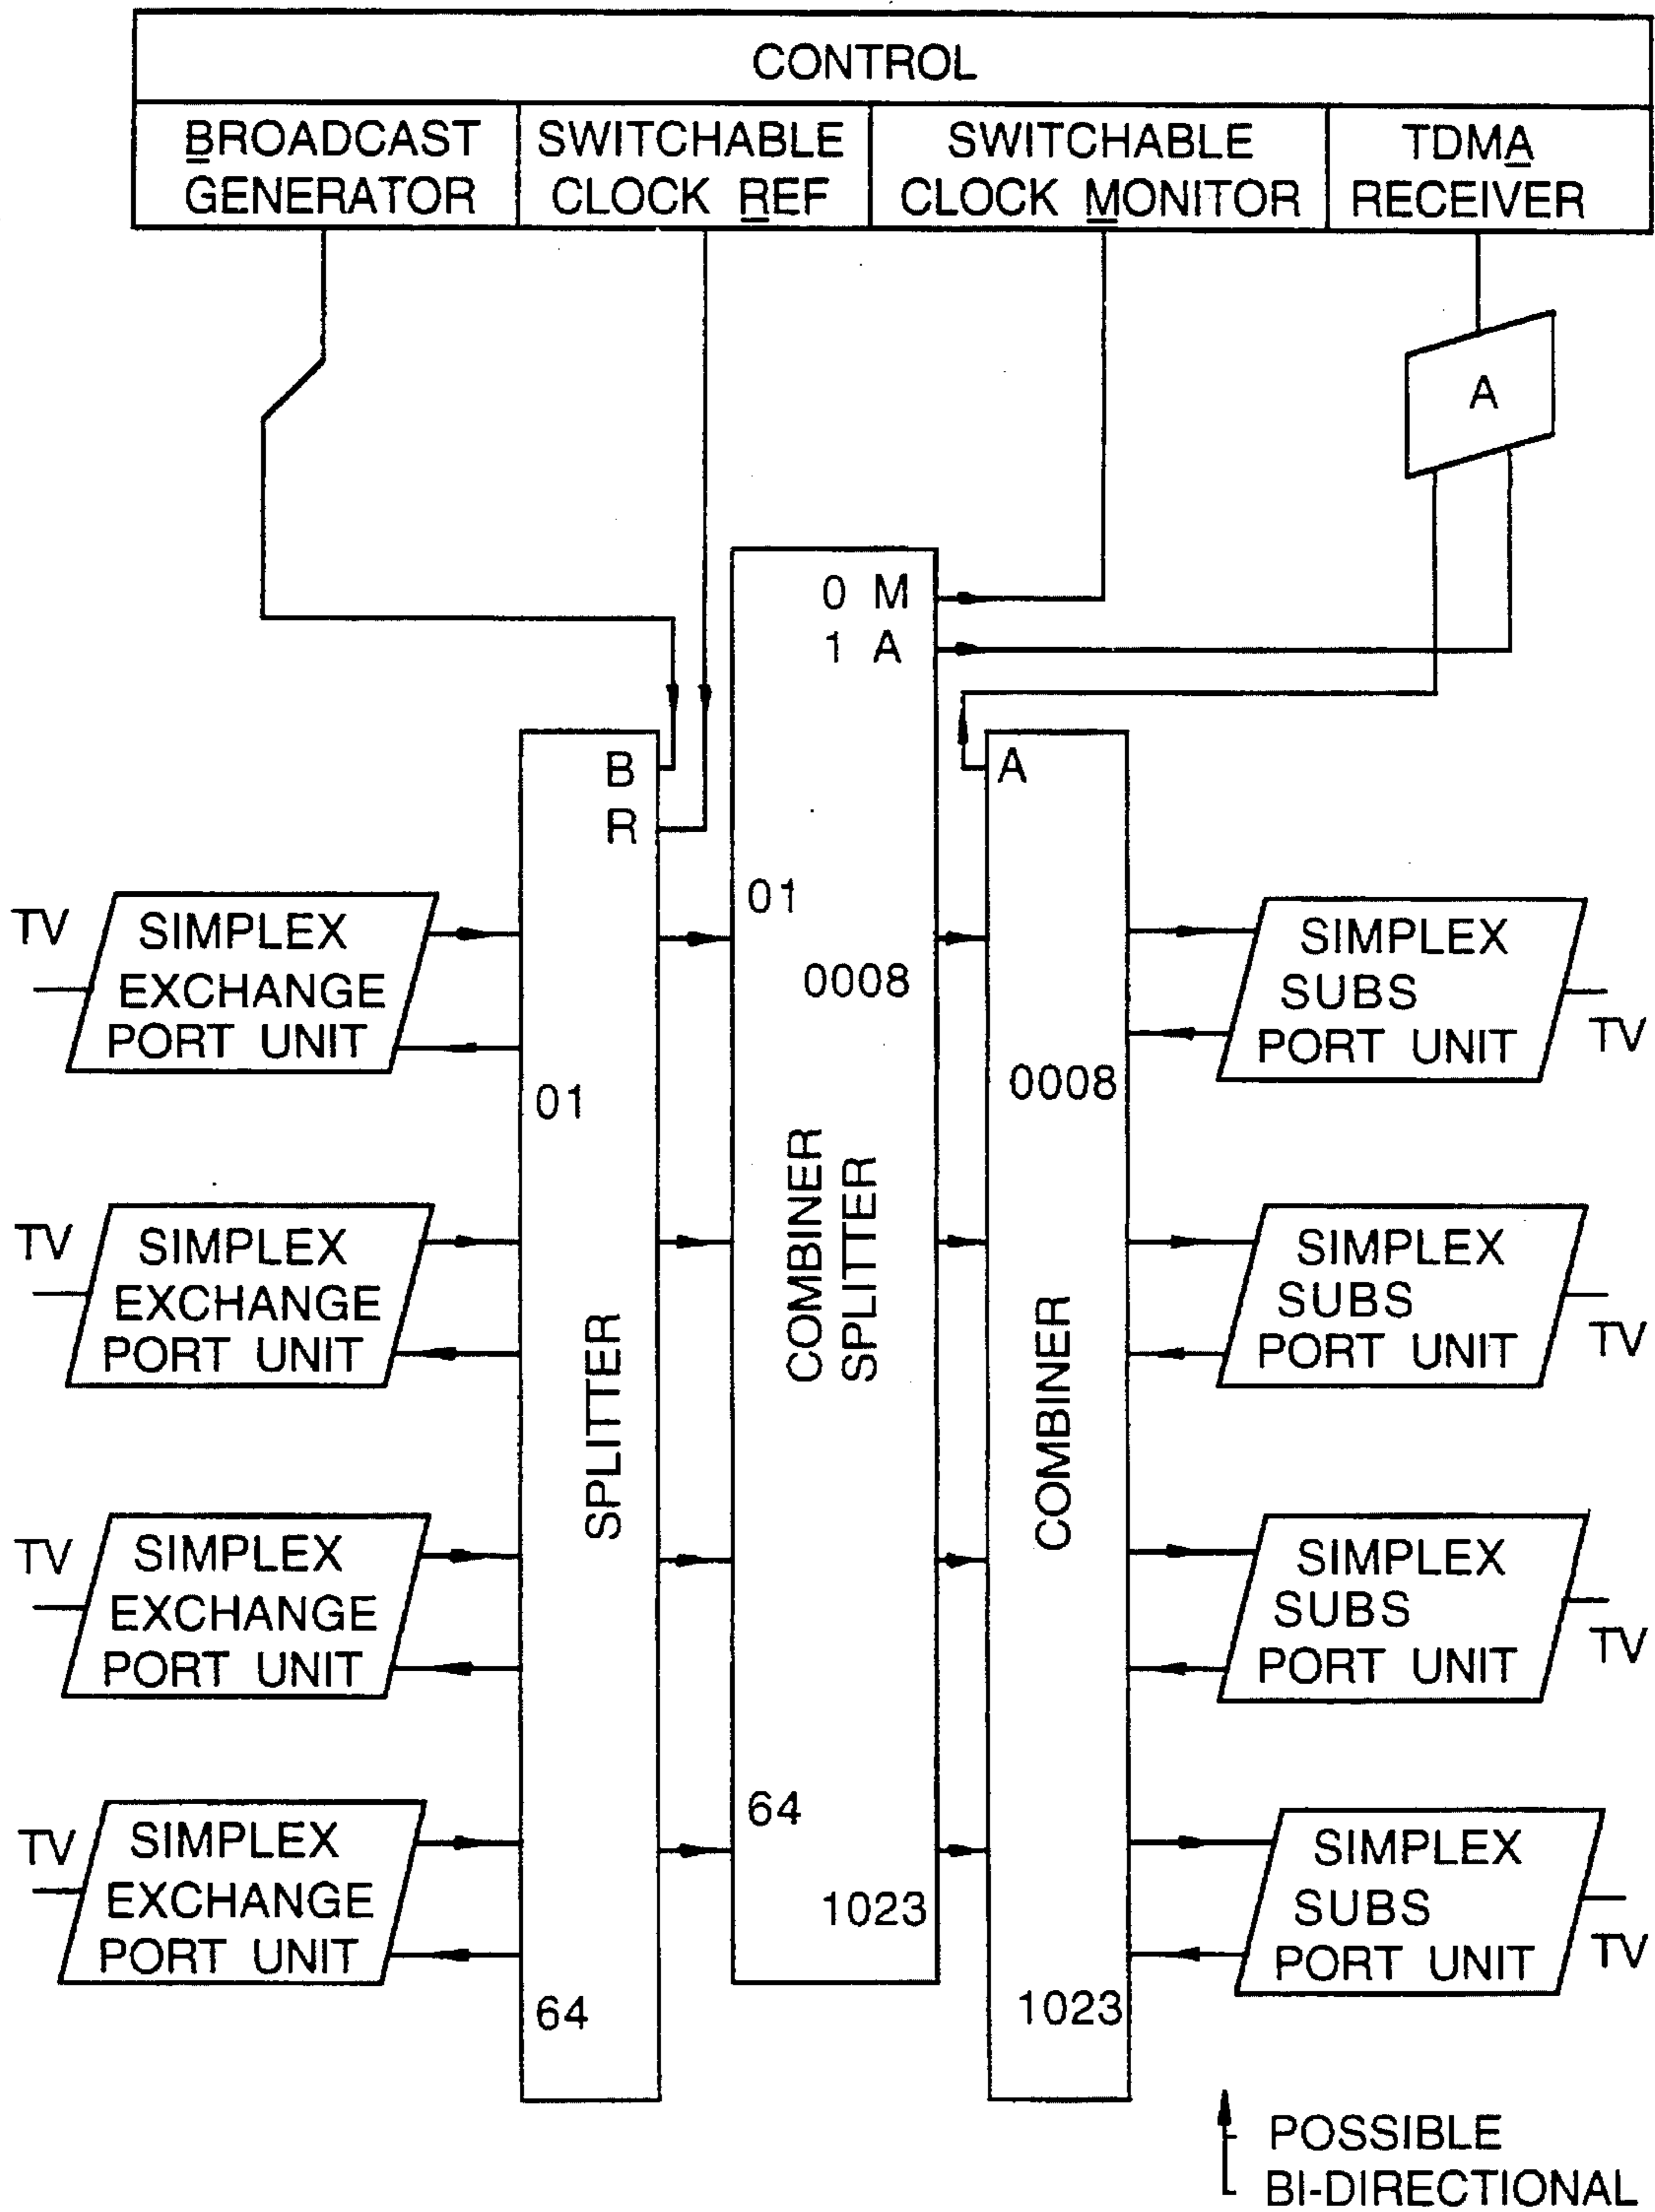 CONTROL
BROADCAST GENERATOR
SWITCHABLE CLOCK REF
SWITCHABLE CLOCK MONITOR
TDMA RECEIVER
A
0 M
1 A
B
R
A
01
0008
01
0008
COMBINER SPLITTER
SPLITTER
COMBINER
64
1023
64
1023
TV
SIMPLEX
EXCHANGE
PORT UNIT
TV
SIMPLEX
EXCHANGE
PORT UNIT
TV
SIMPLEX
EXCHANGE
PORT UNIT
TV
SIMPLEX
EXCHANGE
PORT UNIT
SIMPLEX
SUBS
PORT UNIT
TV
SIMPLEX
SUBS
PORT UNIT
TV
SIMPLEX
SUBS
PORT UNIT
TV
SIMPLEX
SUBS
PORT UNIT
TV
POSSIBLE
BI-DIRECTIONAL